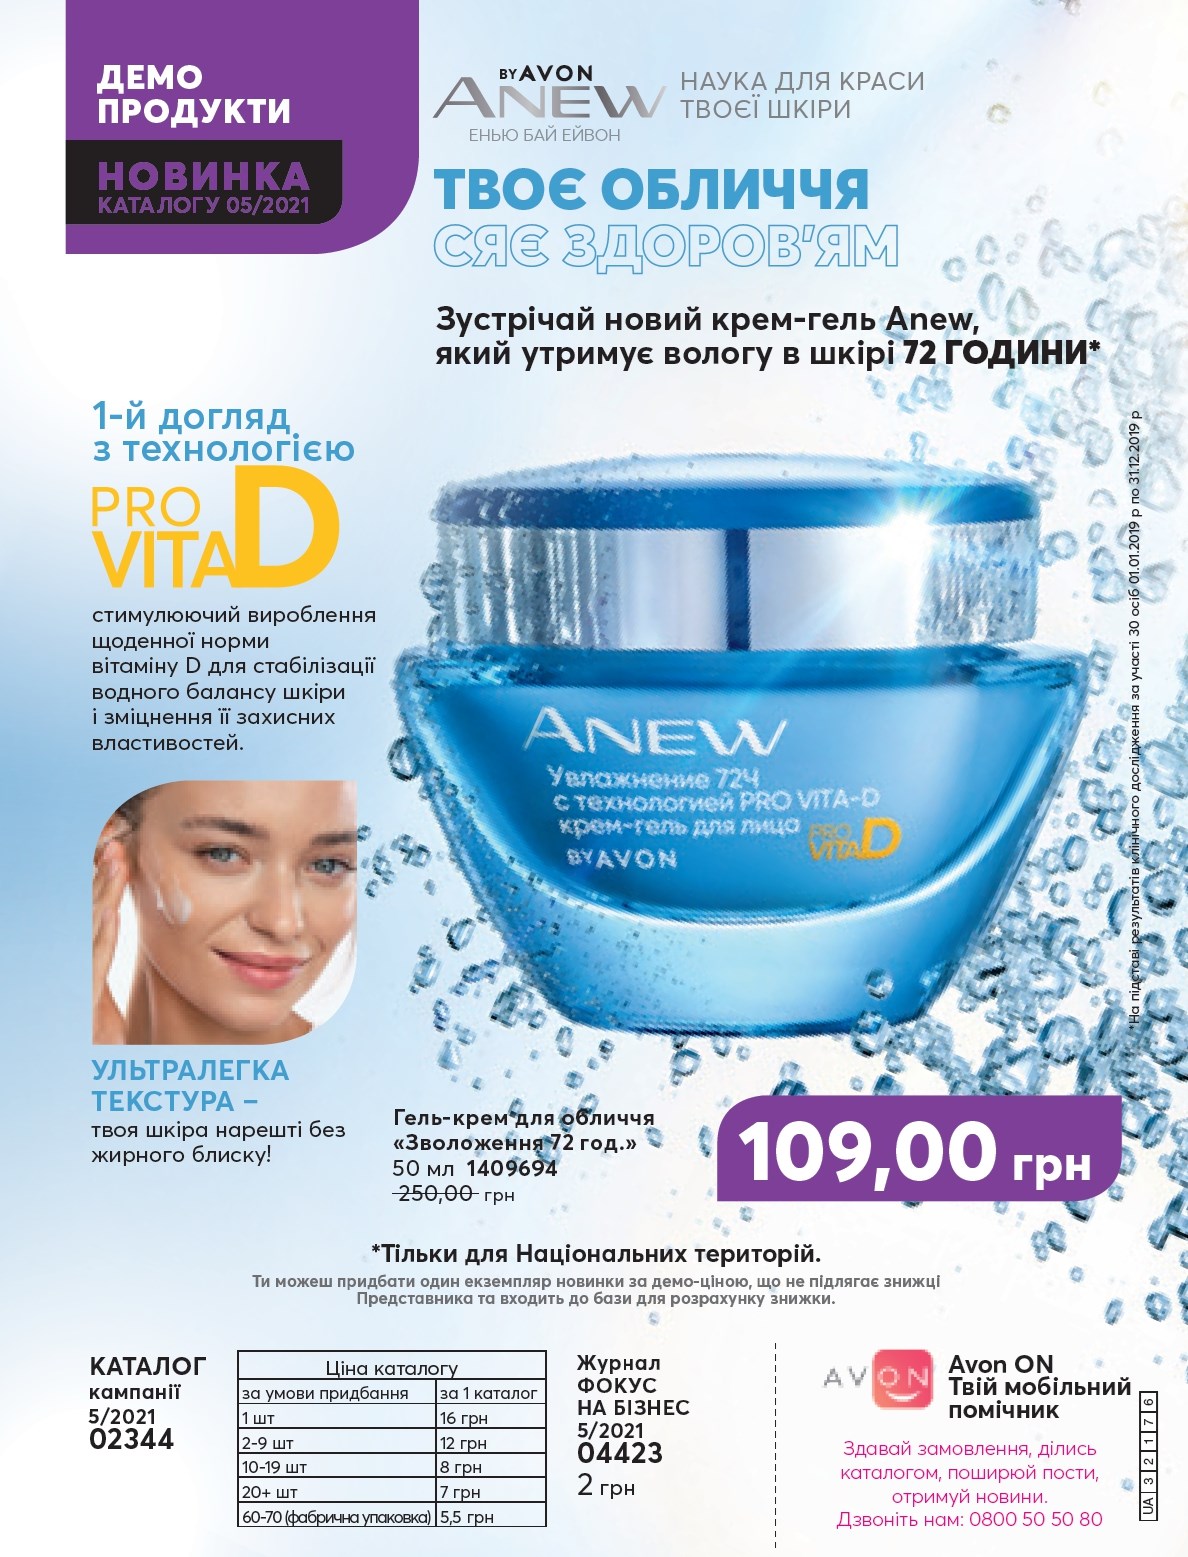 ДЕМО
ПРОДУКТИ
НОВИНКА
КАТАЛОГУ 05/2021
BY AVON
ANEW
ЕНЬЮ БАЙ ЕЙВОН
НАУКА ДЛЯ КРАСИ
ТВОЄЇ ШКІРИ
ТВОЄ ОБЛИЧЧЯ
СЯЄ ЗДОРОВ'ЯМ
Зустрічай новий крем-гель Anew,
який утримує вологу в шкірі 72 ГОДИНИ*
1-й догляд
з технологією
PRO
VITA D
стимулюючий вироблення
щоденної норми
вітаміну D для стабілізації
водного балансу шкіри
і зміцнення її захисних
властивостей.
ANEW
Увлажнение 72Ч
с технологией PRO VITA-D
крем-гель для лица
PRO
VITA D
BY AVON
*На підставі результатів клінічного дослідження за участі 30 осіб 01.01.2019 р по 31.12.2019 р
УЛЬТРАЛЕГКА
ТЕКСТУРА –
твоя шкіра нарешті без
жирного блиску!
Гель-крем для обличчя
«Зволоження 72 год.»
50 мл 1409694
250,00 грн
109,00 грн
*Тільки для Національних територій.
Ти можеш придбати один екземпляр новинки за демо-ціною, що не підлягає знижці
Представника та входить до бази для розрахунку знижки.
КАТАЛОГ
кампанії
5/2021
02344
Ціна каталогу
за умови придбання за 1 каталог
1 шт 16 грн
2-9 шт 12 грн
10-19 шт 8 грн
20+ шт 7 грн
60-70 (фабрична упаковка) 5,5 грн
Журнал
ФОКУС
НА БІЗНЕС
5/2021
04423
2 грн
AVON
Avon ON
Твій мобільний
помічник
Здавай замовлення, ділись
каталогом, поширюй пости,
отримуй новини.
Дзвоніть нам: 0800 50 50 80
UA 3 2 1 7 6